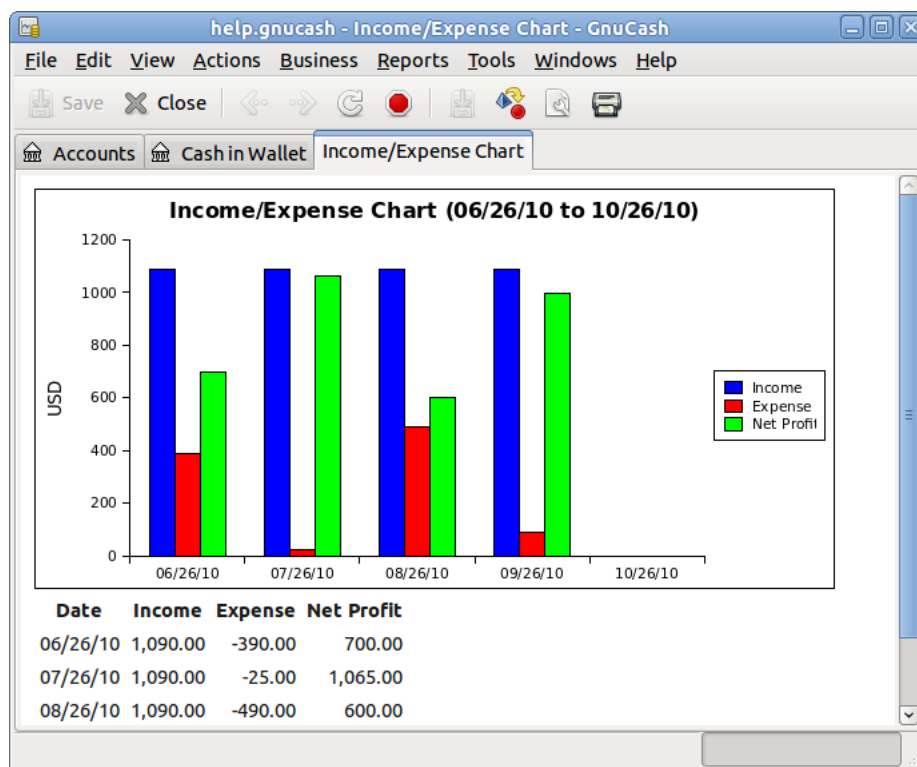 help.gnucash - Income/Expense Chart - GnuCash
File Edit View Actions Business Reports Tools Windows Help
Save Close
Accounts Cash in Wallet Income/Expense Chart
Income/Expense Chart (06/26/10 to 10/26/10)
1200
1000
800
600
400
200
0
USD
06/26/10 07/26/10 08/26/10 09/26/10 10/26/10
Income
Expense
Net Profit
Date Income Expense Net Profit
06/26/10 1,090.00 -390.00 700.00
07/26/10 1,090.00 -25.00 1,065.00
08/26/10 1,090.00 -490.00 600.00